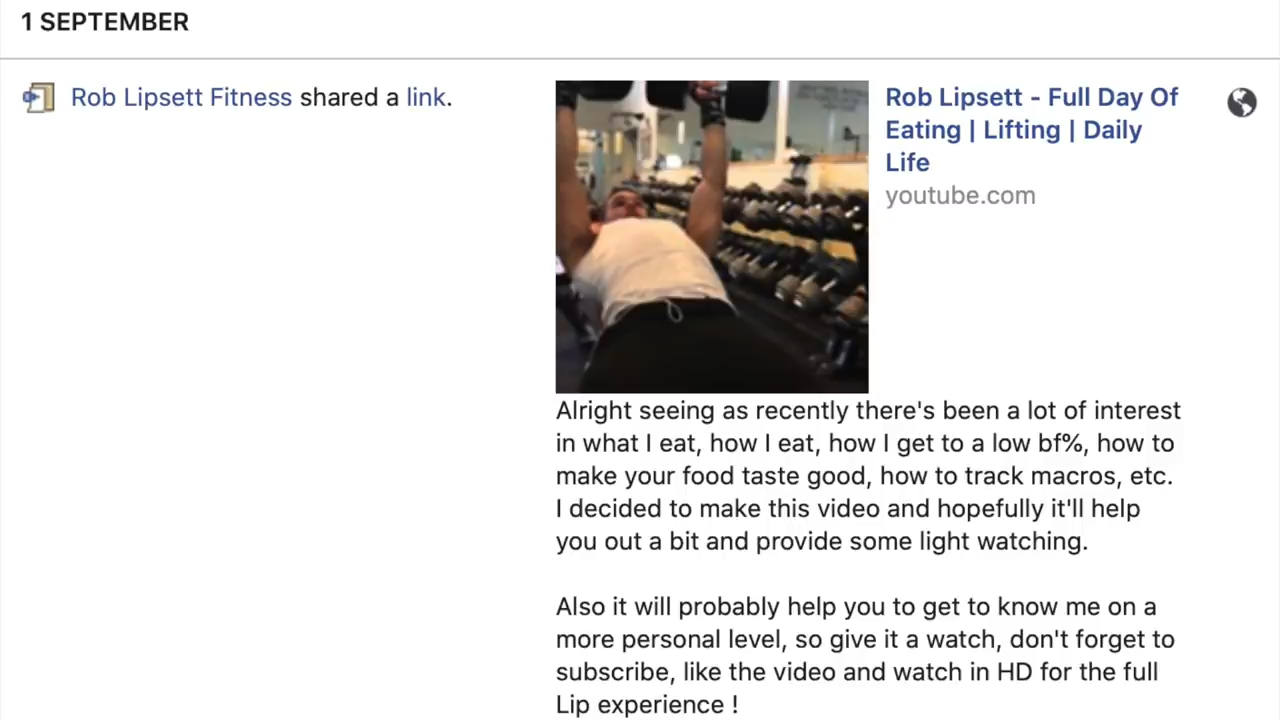 1 SEPTEMBER
Rob Lipsett Fitness shared a link.
Rob Lipsett - Full Day Of
Eating | Lifting | Daily
Life
youtube.com
Alright seeing as recently there's been a lot of interest
in what I eat, how I eat, how I get to a low bf%, how to
make your food taste good, how to track macros, etc.
I decided to make this video and hopefully it'll help
you out a bit and provide some light watching.
Also it will probably help you to get to know me on a
more personal level, so give it a watch, don't forget to
subscribe, like the video and watch in HD for the full
Lip experience !